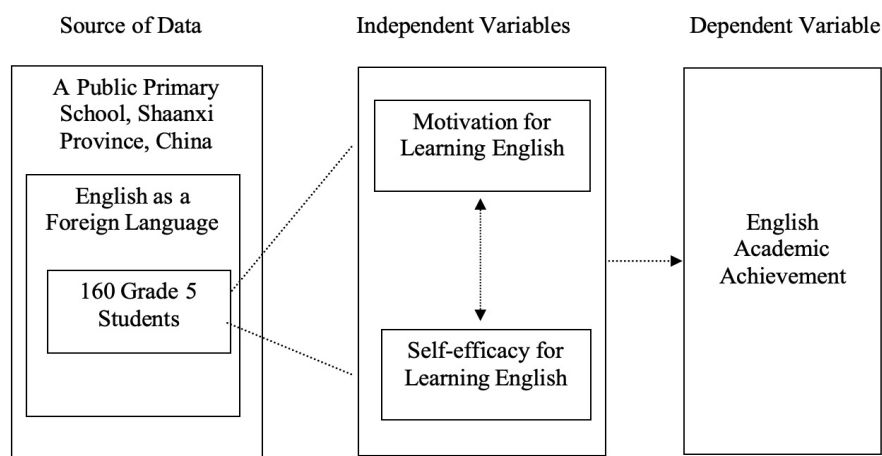 Source of Data
Independent Variables
Dependent Variable
A Public Primary
School, Shaanxi
Province, China
English as a
Foreign Language
160 Grade 5
Students
Motivation for
Learning English
Self-efficacy for
Learning English
English
Academic
Achievement